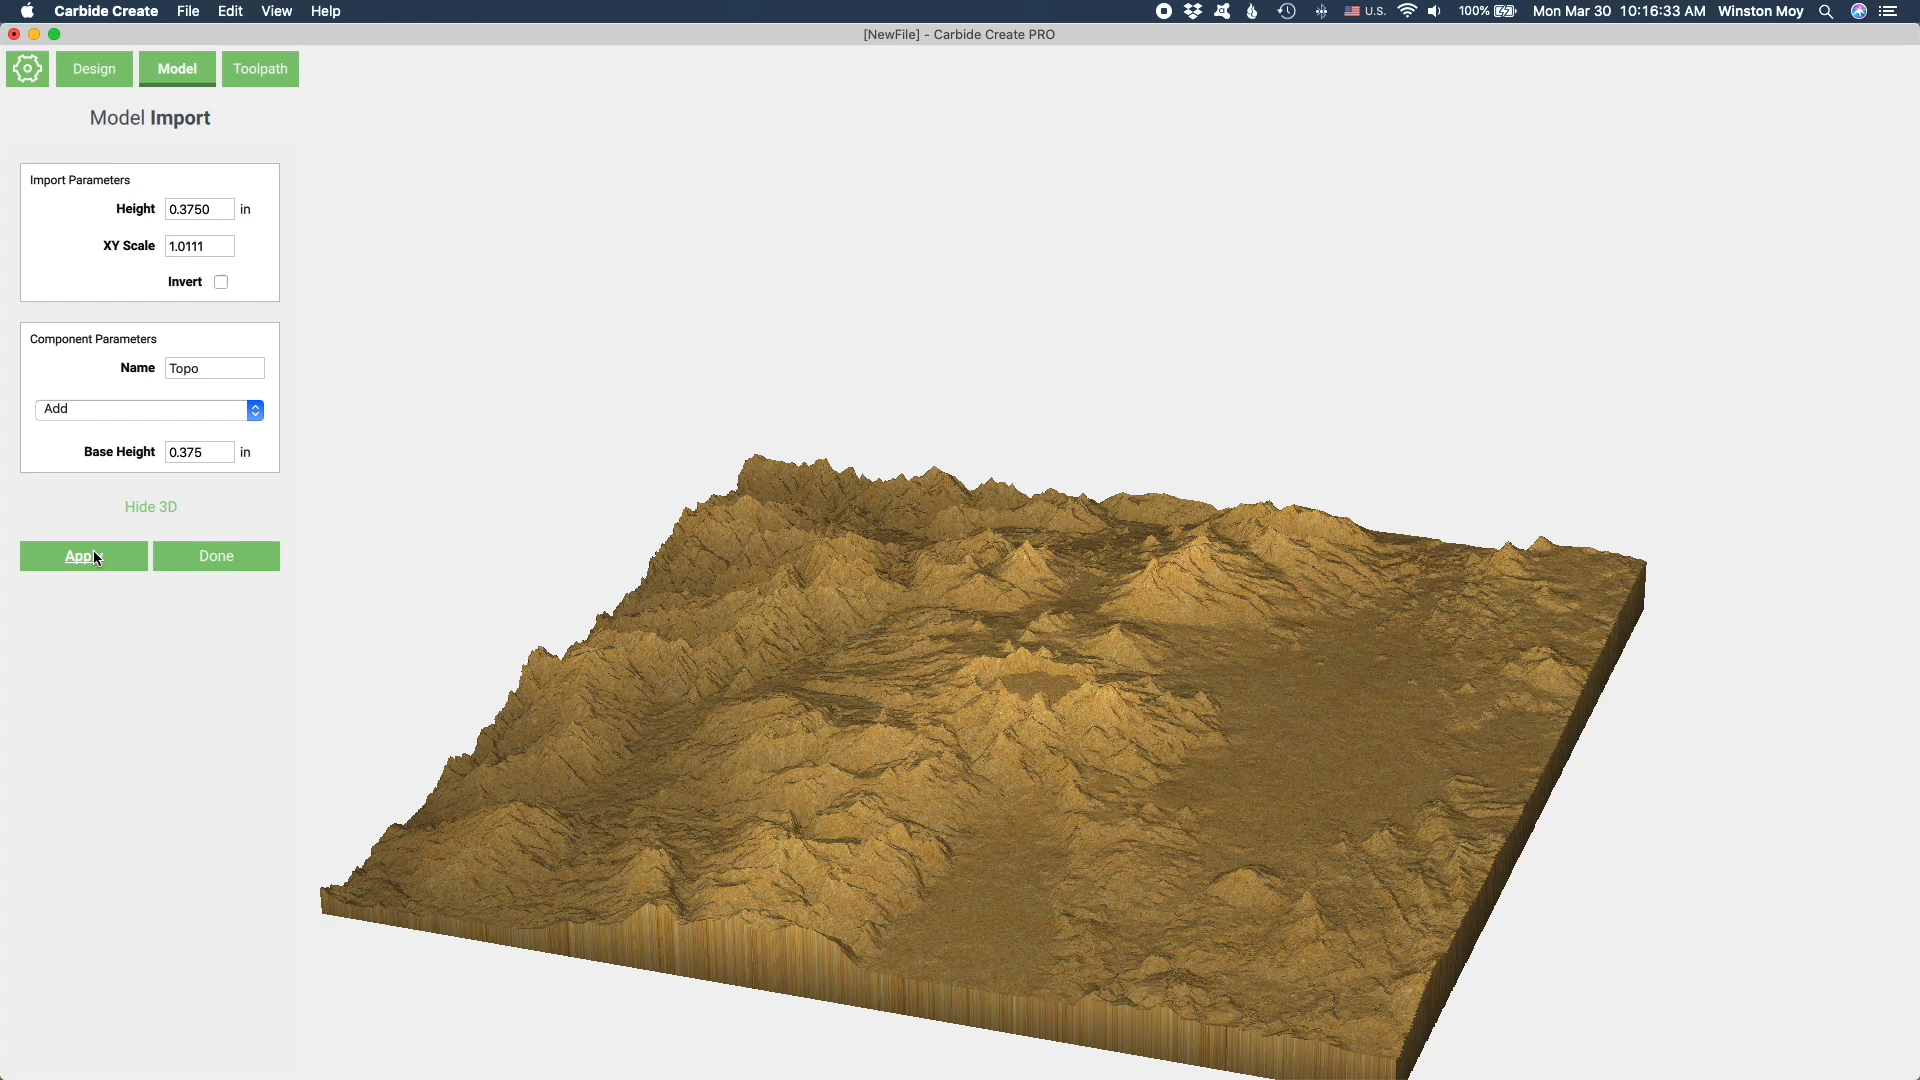 Carbide Create File Edit View Help U.S. 100% Mon Mar 30 10:16:33 AM Winston Moy
[NewFile] - Carbide Create PRO
Design Model Toolpath
Model Import
Import Parameters
Height 0.3750 in
XY Scale 1.0111
Invert
Component Parameters
Name Topo
Add
Base Height 0.375 in
Hide 3D
Apply Done